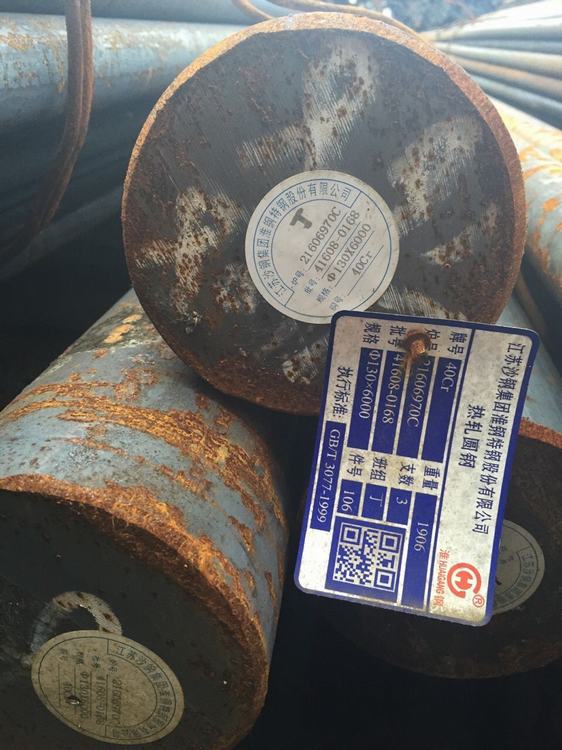 江苏沙钢集团淮钢特钢股份有限公司
J
炉号: 21606970C
批号: 41608-0168
规格: Φ130X6000
钢号: 40Cr
江苏沙钢集团淮钢特钢股份有限公司
热轧圆钢
牌号 40Cr 重量 1906
炉号 21606970C 支数 3
批号 41608-0168 班组 丁
规格 Φ130×6000 件号 106
执行标准: GB/T 3077-1999
淮 HUAIGANG 钢